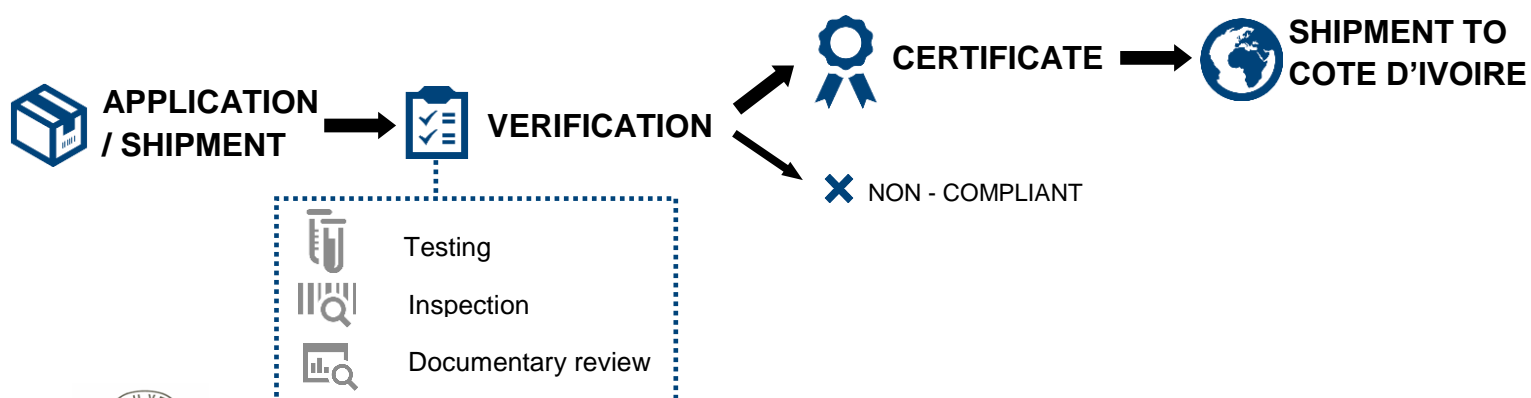 APPLICATION
/ SHIPMENT
VERIFICATION
CERTIFICATE
SHIPMENT TO
COTE D'IVOIRE
NON - COMPLIANT
Testing
Inspection
Documentary review